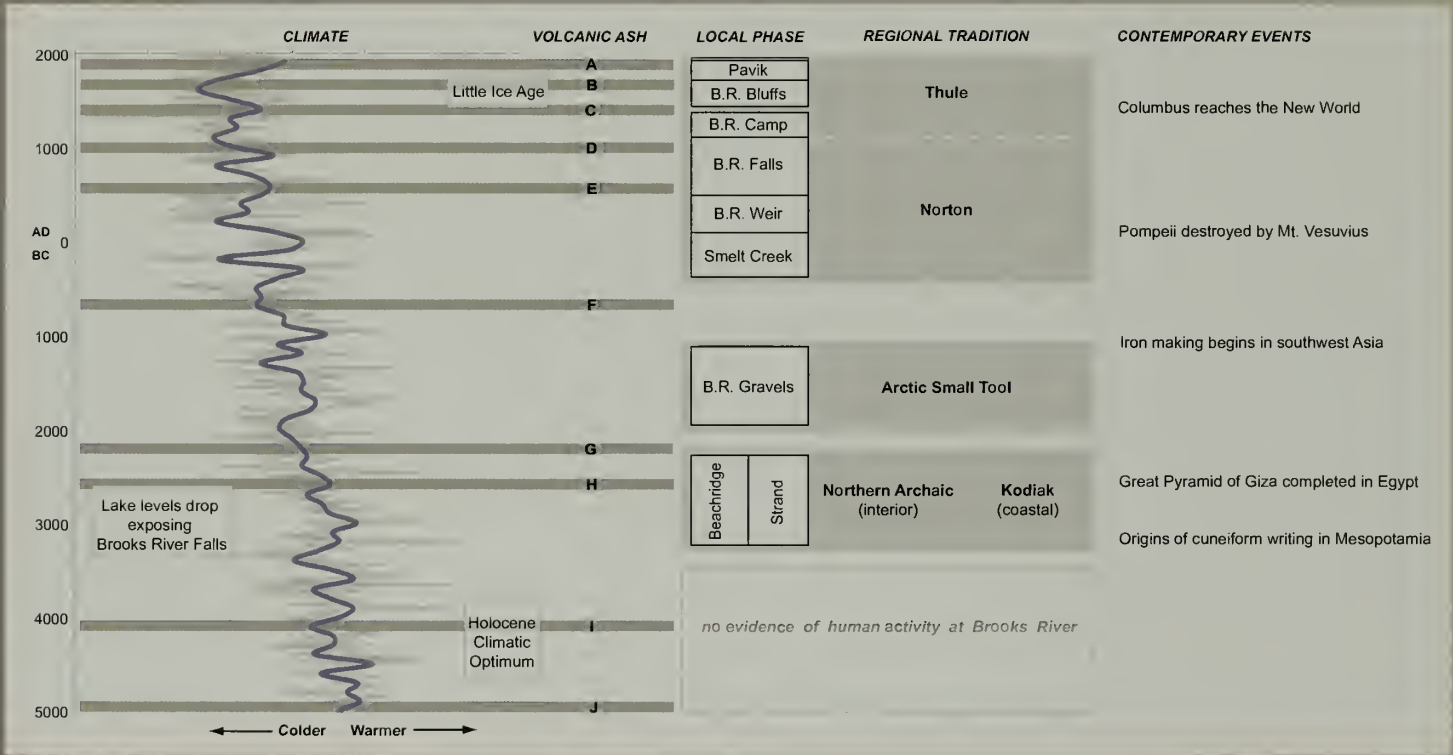 CLIMATE
VOLCANIC ASH
LOCAL PHASE
REGIONAL TRADITION
CONTEMPORARY EVENTS
2000
1000
AD
0
BC
1000
2000
3000
4000
5000
Little Ice Age
Lake levels drop
exposing
Brooks River Falls
Holocene
Climatic
Optimum
Colder
Warmer
A
B
C
D
E
F
G
H
I
J
Pavik
B.R. Bluffs
B.R. Camp
B.R. Falls
B.R. Weir
Smelt Creek
B.R. Gravels
Beachridge
Strand
Thule
Norton
Arctic Small Tool
Northern Archaic
(interior)
Kodiak
(coastal)
no evidence of human activity at Brooks River
Columbus reaches the New World
Pompeii destroyed by Mt. Vesuvius
Iron making begins in southwest Asia
Great Pyramid of Giza completed in Egypt
Origins of cuneiform writing in Mesopotamia